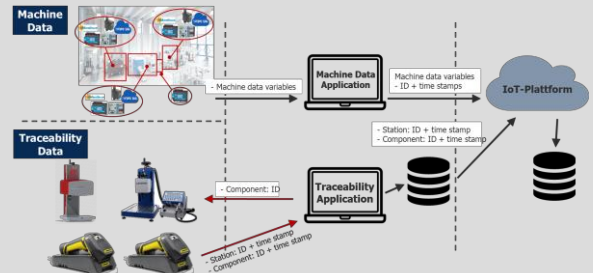 Machine
Data
- Machine data variables
Machine Data
Application
Machine data variables
- ID + time stamps
IoT-Plattform
Traceability
Data
- Component: ID
Traceability
Application
- Station: ID + time stamp
- Component: ID + time stamp
- Station: ID + time stamp
- Component: ID + time stamp